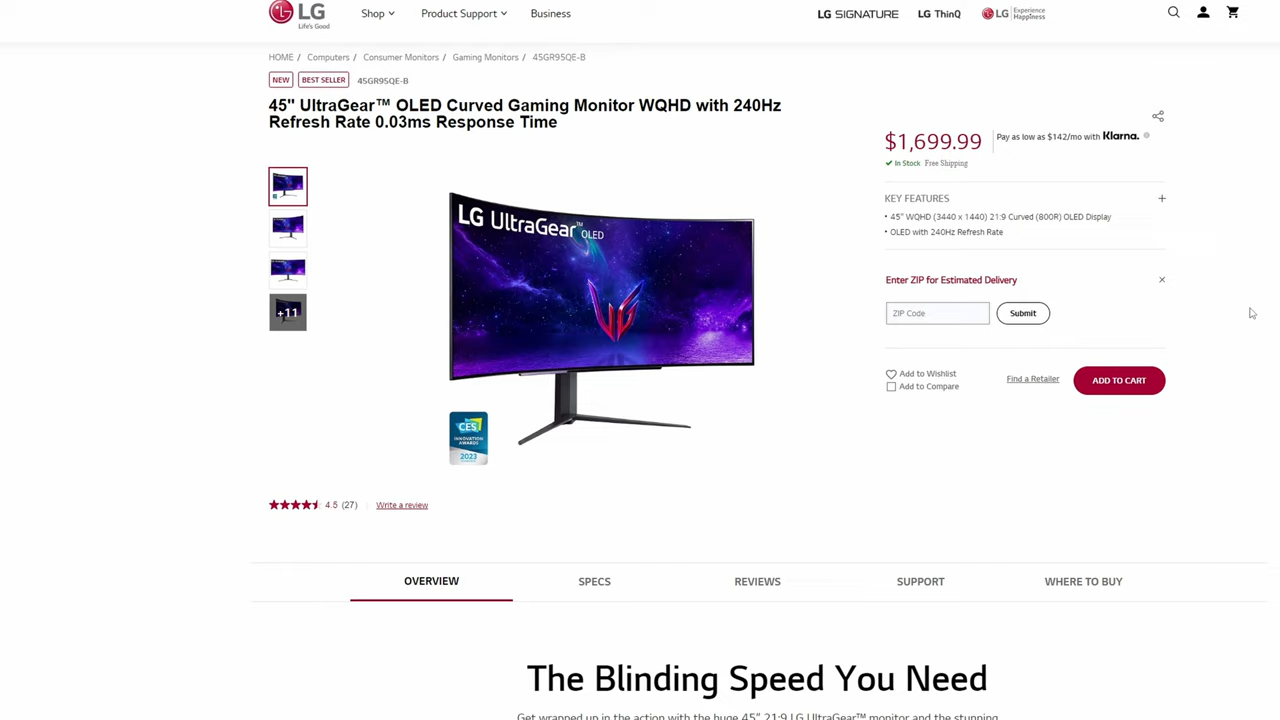 LG
Life's Good
Shop
Product Support
Business
LG SIGNATURE
LG ThinQ
LG Experience Happiness
HOME / Computers / Consumer Monitors / Gaming Monitors / 45GR95QE-B
NEW
BEST SELLER
45GR95QE-B
45" UltraGear™ OLED Curved Gaming Monitor WQHD with 240Hz
Refresh Rate 0.03ms Response Time
$1,699.99
Pay as low as $142/mo with Klarna.
In Stock
Free Shipping
KEY FEATURES
• 45" WQHD (3440 x 1440) 21:9 Curved (800R) OLED Display
• OLED with 240Hz Refresh Rate
LG UltraGear™ OLED
+11
Enter ZIP for Estimated Delivery
ZIP Code
Submit
Add to Wishlist
Add to Compare
Find a Retailer
ADD TO CART
CES
INNOVATION
AWARDS
2023
4.5 (27)
Write a review
OVERVIEW
SPECS
REVIEWS
SUPPORT
WHERE TO BUY
The Blinding Speed You Need
Get wrapped up in the action with the huge 45" 21:9 LG UltraGear™ monitor and the stunning